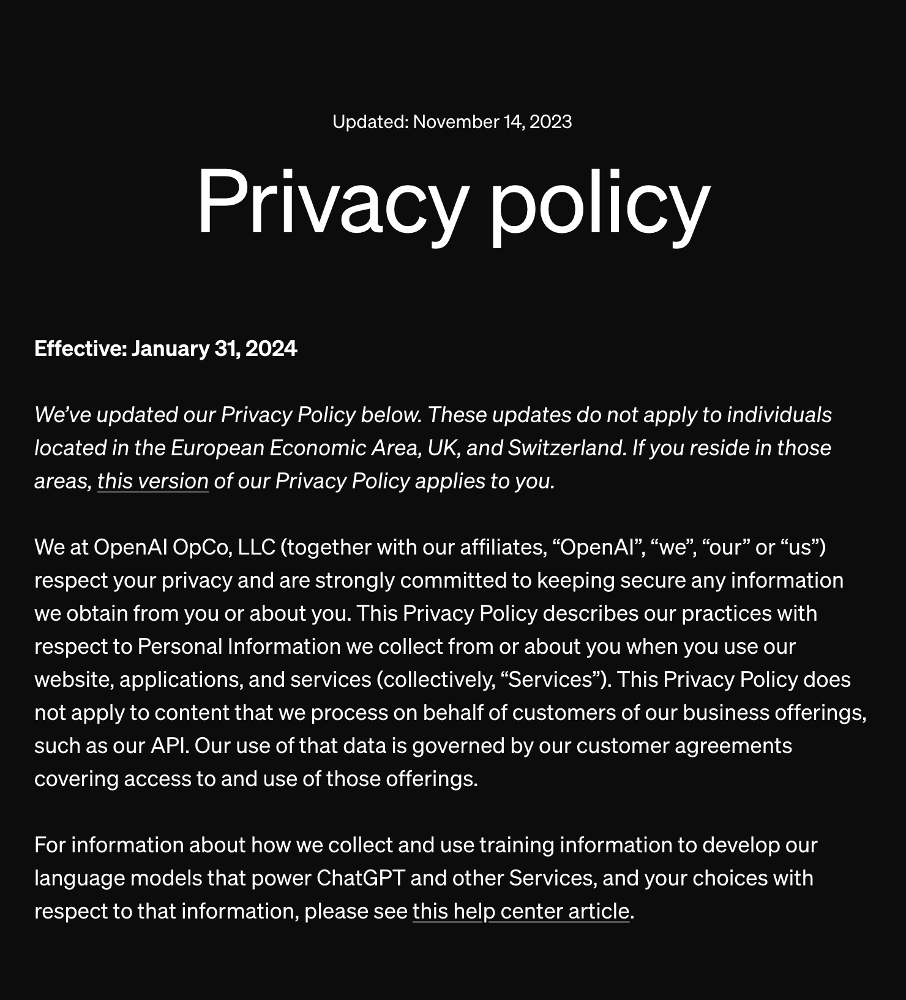 Updated: November 14, 2023
Privacy policy
Effective: January 31, 2024
We’ve updated our Privacy Policy below. These updates do not apply to individuals
located in the European Economic Area, UK, and Switzerland. If you reside in those
areas, this version of our Privacy Policy applies to you.
We at OpenAI OpCo, LLC (together with our affiliates, “OpenAI”, “we”, “our” or “us”)
respect your privacy and are strongly committed to keeping secure any information
we obtain from you or about you. This Privacy Policy describes our practices with
respect to Personal Information we collect from or about you when you use our
website, applications, and services (collectively, “Services”). This Privacy Policy does
not apply to content that we process on behalf of customers of our business offerings,
such as our API. Our use of that data is governed by our customer agreements
covering access to and use of those offerings.
For information about how we collect and use training information to develop our
language models that power ChatGPT and other Services, and your choices with
respect to that information, please see this help center article.